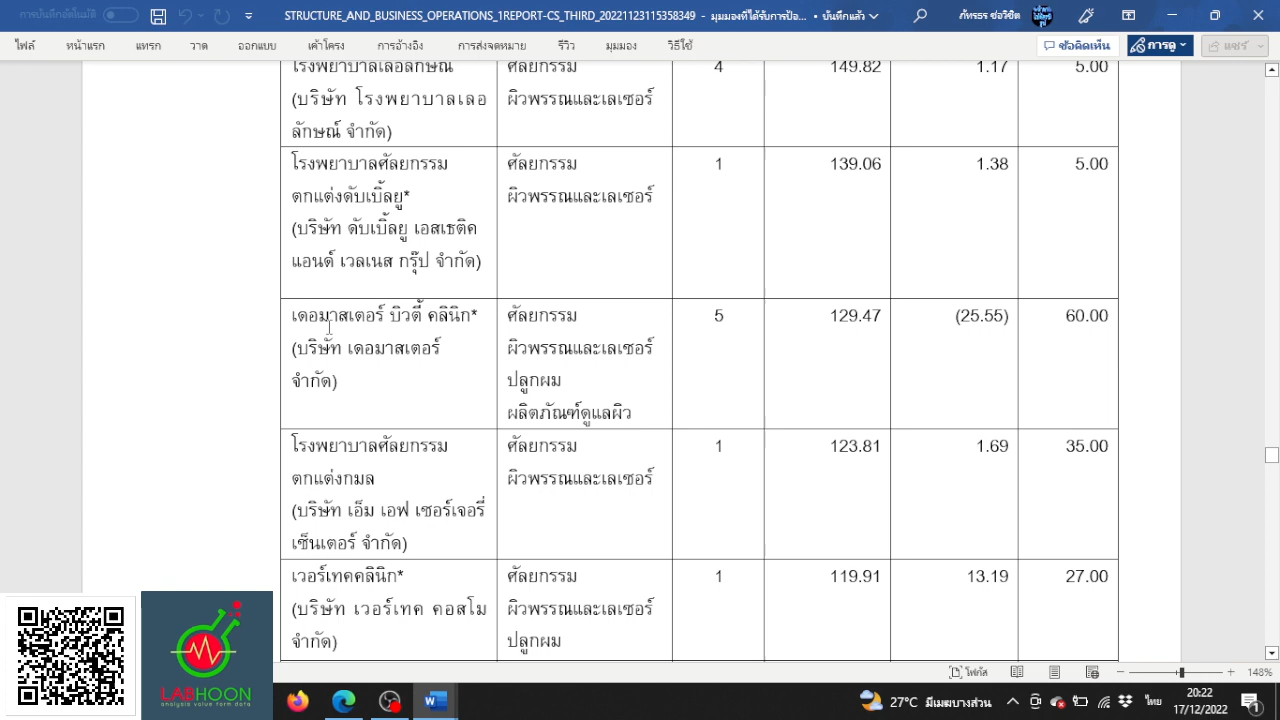 การบันทึกอัตโนมัติ
STRUCTURE_AND_BUSINESS_OPERATIONS_1REPORT-CS_THIRD_20221123115358349 - มุมมองที่ได้รับการป้อ... • บันทึกแล้ว
ภัทรธร ช่อวิชิต
ไฟล์ หน้าแรก แทรก วาด ออกแบบ เค้าโครง การอ้างอิง การส่งจดหมาย รีวิว มุมมอง วิธีใช้ ข้อคิดเห็น การดู แชร์
โรงพยาบาลเลอลักษณ์ ศัลยกรรม 4 149.82 1.17 5.00
(บริษัท โรงพยาบาลเลอ ผิวพรรณและเลเซอร์
ลักษณ์ จำกัด)
โรงพยาบาลศัลยกรรม ศัลยกรรม 1 139.06 1.38 5.00
ตกแต่งดับเบิ้ลยู* ผิวพรรณและเลเซอร์
(บริษัท ดับเบิ้ลยู เอสเธติค
แอนด์ เวลเนส กรุ๊ป จำกัด)
เดอมาสเตอร์ บิวตี้ คลินิก* ศัลยกรรม 5 129.47 (25.55) 60.00
(บริษัท เดอมาสเตอร์ ผิวพรรณและเลเซอร์
จำกัด) ปลูกผม
ผลิตภัณฑ์ดูแลผิว
โรงพยาบาลศัลยกรรม ศัลยกรรม 1 123.81 1.69 35.00
ตกแต่งกมล ผิวพรรณและเลเซอร์
(บริษัท เอ็ม เอฟ เซอร์เจอรี่
เซ็นเตอร์ จำกัด)
เวอร์เทคคลินิก* ศัลยกรรม 1 119.91 13.19 27.00
(บริษัท เวอร์เทค คอสโม ผิวพรรณและเลเซอร์
จำกัด) ปลูกผม
LABHOON
analysis value form data
โฟกัส 148%
27°C มีเมฆบางส่วน ไทย 20:22
17/12/2022 1